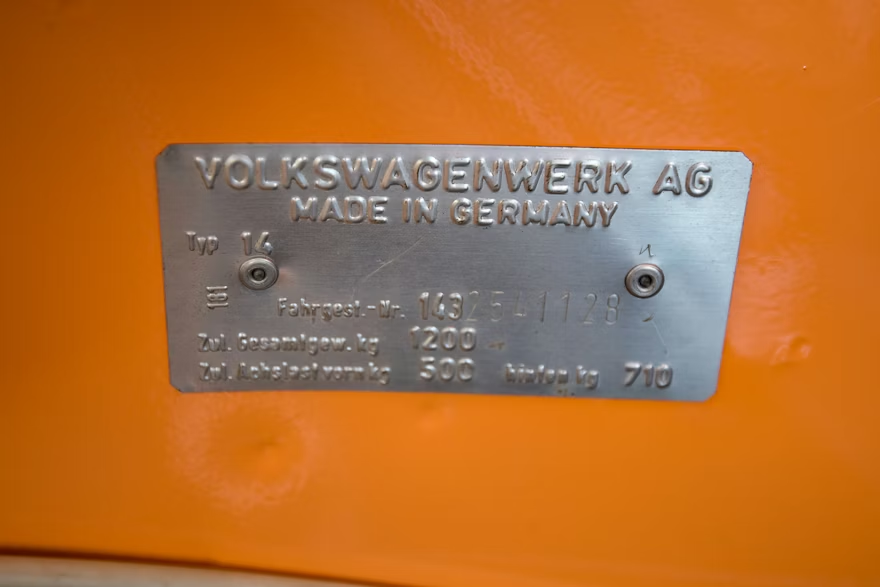 VOLKSWAGENWERK AG
MADE IN GERMANY
Typ 14
181
Fahrgest.-Nr. 1432541128
Zul. Gesamtgew. kg 1200
Zul. Achslast vorn kg 500 hinten kg 710